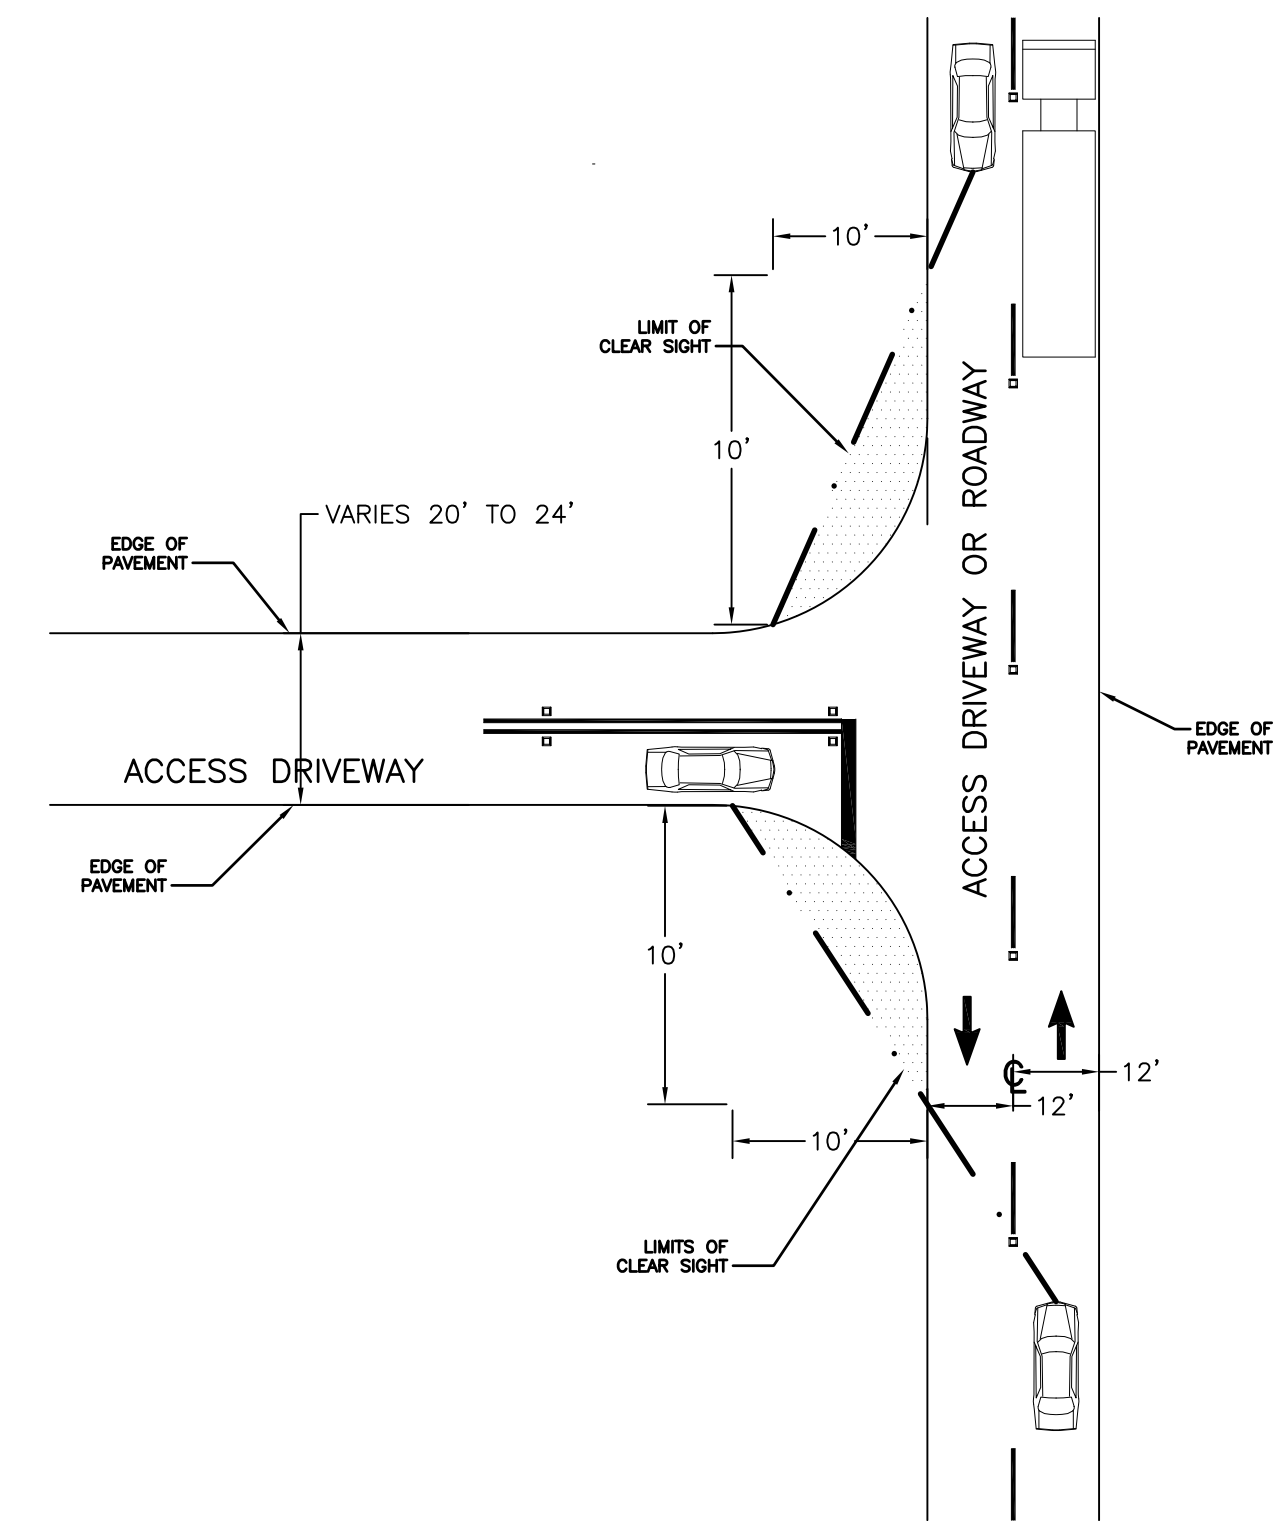 10'
LIMIT OF
CLEAR SIGHT
10'
VARIES 20' TO 24'
EDGE OF
PAVEMENT
ACCESS DRIVEWAY OR ROADWAY
EDGE OF
PAVEMENT
ACCESS DRIVEWAY
EDGE OF
PAVEMENT
10'
℄
12'
12'
10'
LIMITS OF
CLEAR SIGHT